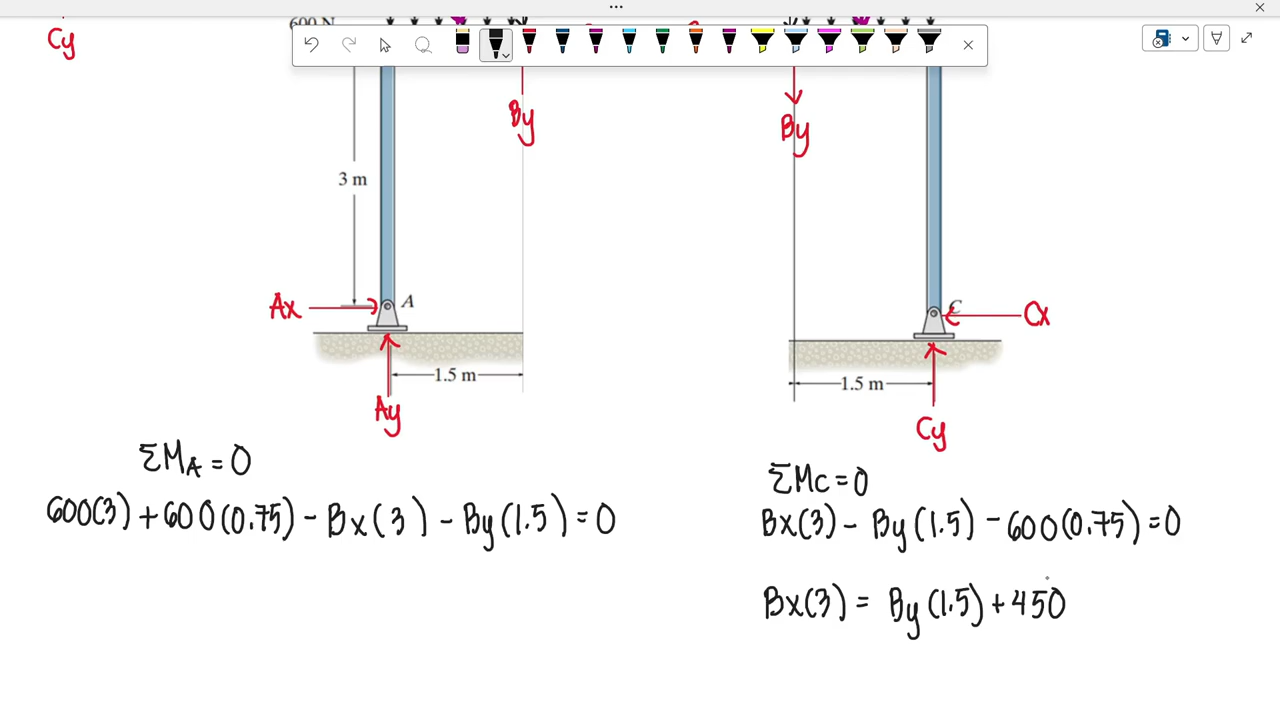 600 N
Cy
By
By
3 m
Ax
A
C
Cx
1.5 m
1.5 m
Ay
Cy
ΣMA = 0
600(3) + 600(0.75) - Bx(3) - By(1.5) = 0
ΣMc = 0
Bx(3) - By(1.5) - 600(0.75) = 0
Bx(3) = By(1.5) + 450